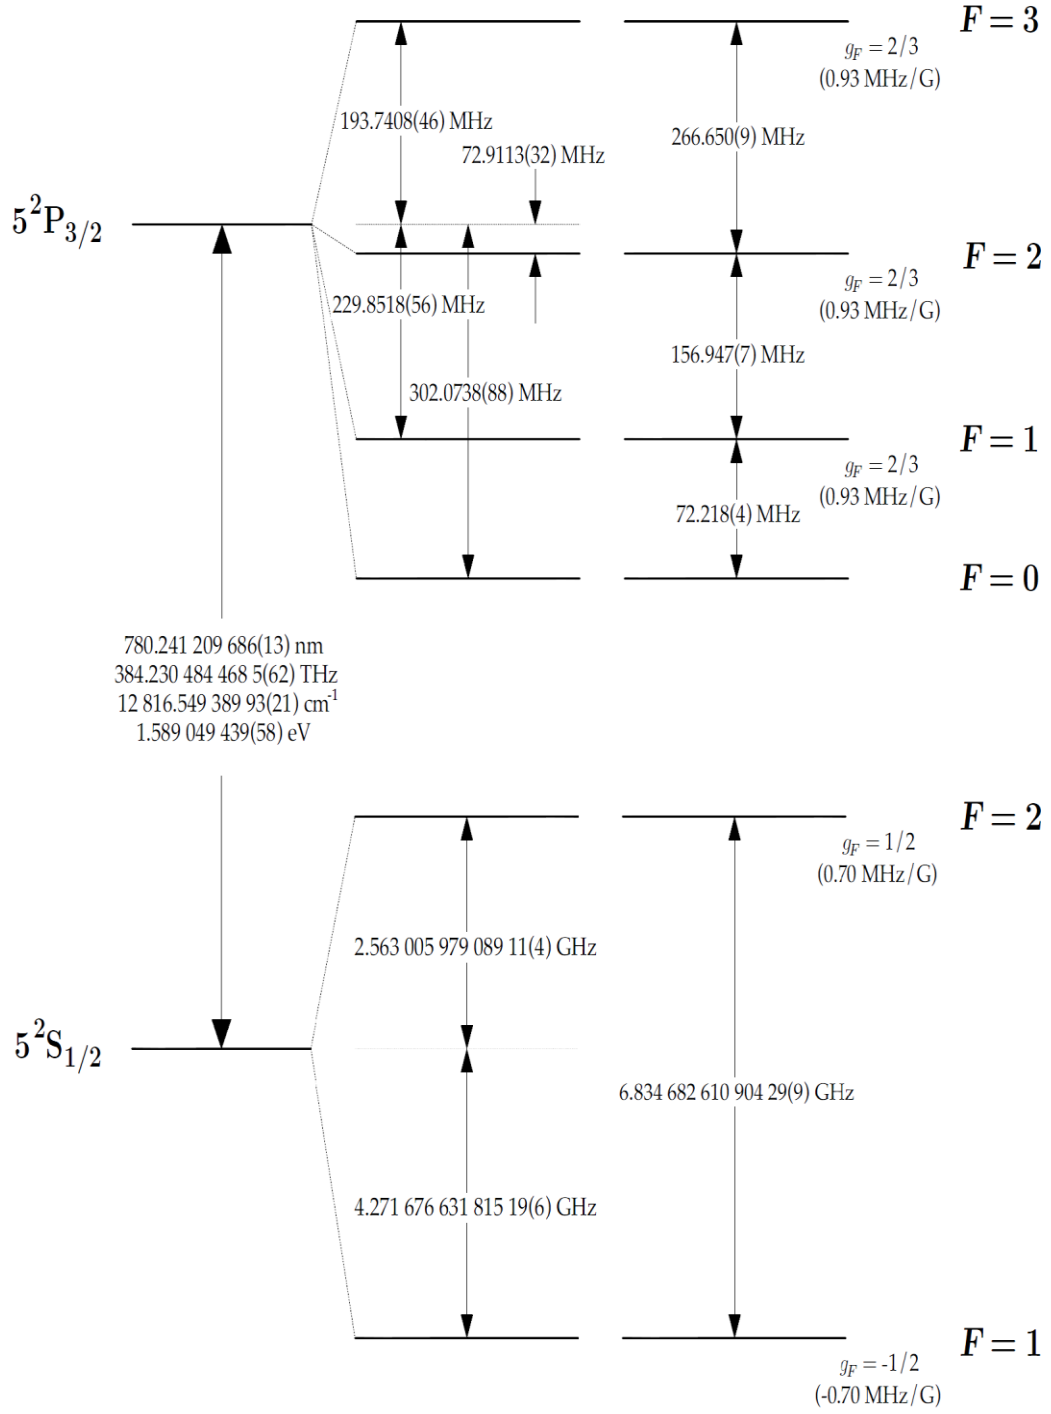 F = 3
g_F = 2/3
(0.93 MHz/G)
193.7408(46) MHz
72.9113(32) MHz
266.650(9) MHz
5²P₃/₂
F = 2
g_F = 2/3
(0.93 MHz/G)
229.8518(56) MHz
156.947(7) MHz
302.0738(88) MHz
F = 1
g_F = 2/3
(0.93 MHz/G)
72.218(4) MHz
F = 0
780.241 209 686(13) nm
384.230 484 468 5(62) THz
12 816.549 389 93(21) cm⁻¹
1.589 049 439(58) eV
F = 2
g_F = 1/2
(0.70 MHz/G)
2.563 005 979 089 11(4) GHz
5²S₁/₂
6.834 682 610 904 29(9) GHz
4.271 676 631 815 19(6) GHz
F = 1
g_F = -1/2
(-0.70 MHz/G)